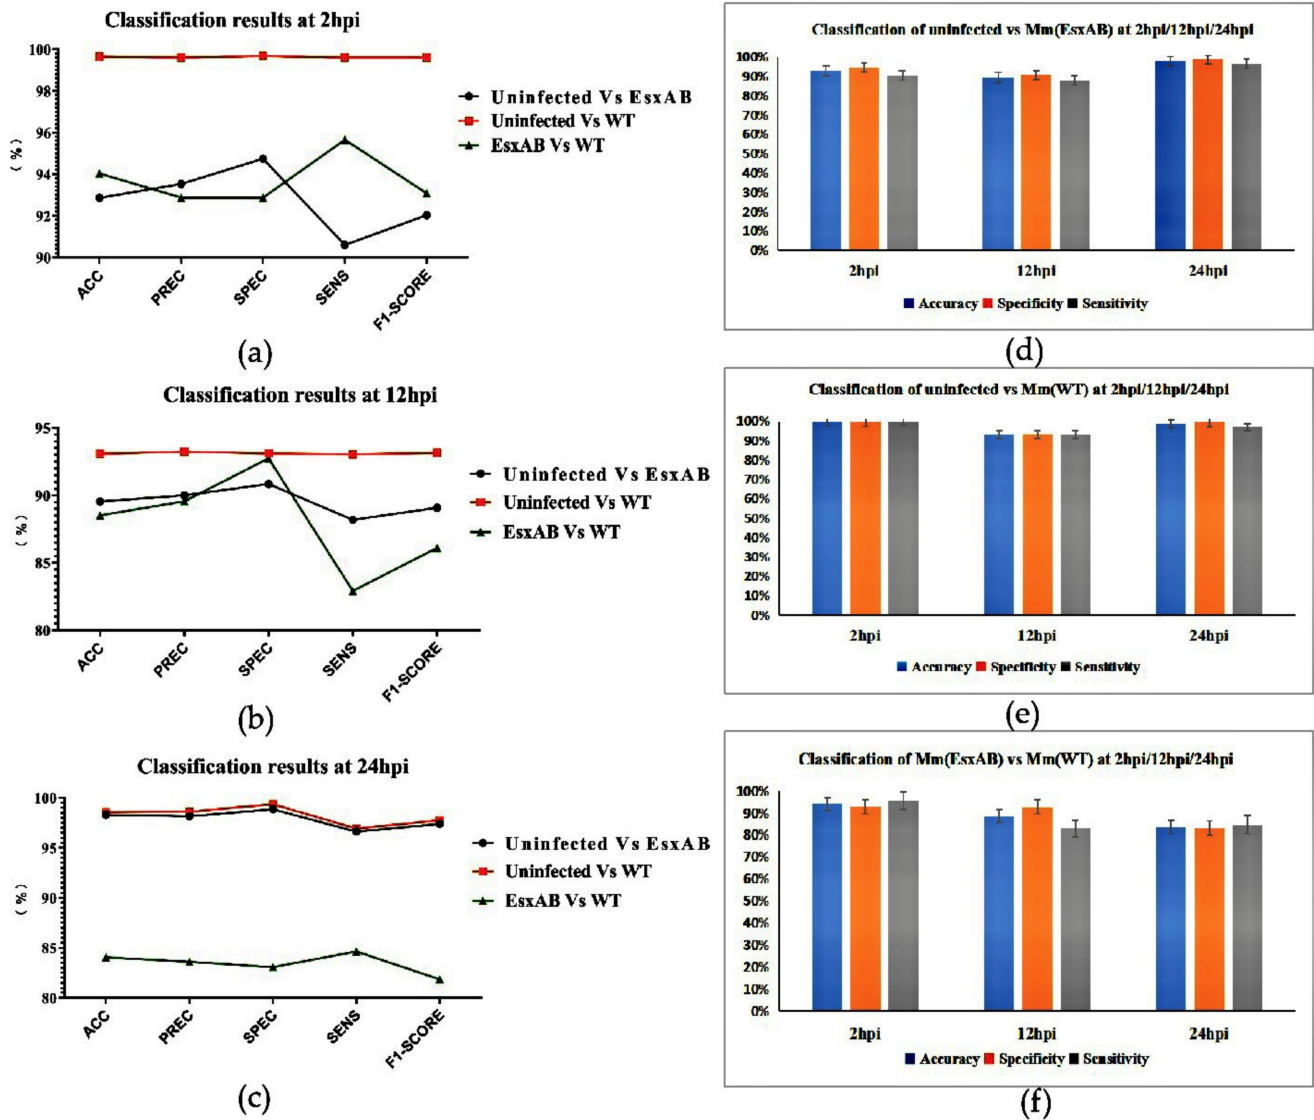 Classification results at 2hpi
100
98
96
94
92
90
( % )
ACC
PREC
SPEC
SENS
F1-SCORE
Uninfected Vs EsxAB
Uninfected Vs WT
EsxAB Vs WT
(a)
Classification results at 12hpi
95
90
85
80
( % )
ACC
PREC
SPEC
SENS
F1-SCORE
Uninfected Vs EsxAB
Uninfected Vs WT
EsxAB Vs WT
(b)
Classification results at 24hpi
100
95
90
85
80
( % )
ACC
PREC
SPEC
SENS
F1-SCORE
Uninfected Vs EsxAB
Uninfected Vs WT
EsxAB Vs WT
(c)
Classification of uninfected vs Mm(EsxAB) at 2hpi/12hpi/24hpi
100%
90%
80%
70%
60%
50%
40%
30%
20%
10%
0%
2hpi 12hpi 24hpi
Accuracy Specificity Sensitivity
(d)
Classification of uninfected vs Mm(WT) at 2hpi/12hpi/24hpi
100%
90%
80%
70%
60%
50%
40%
30%
20%
10%
0%
2hpi 12hpi 24hpi
Accuracy Specificity Sensitivity
(e)
Classification of Mm(EsxAB) vs Mm(WT) at 2hpi/12hpi/24hpi
100%
90%
80%
70%
60%
50%
40%
30%
20%
10%
0%
2hpi 12hpi 24hpi
Accuracy Specificity Sensitivity
(f)